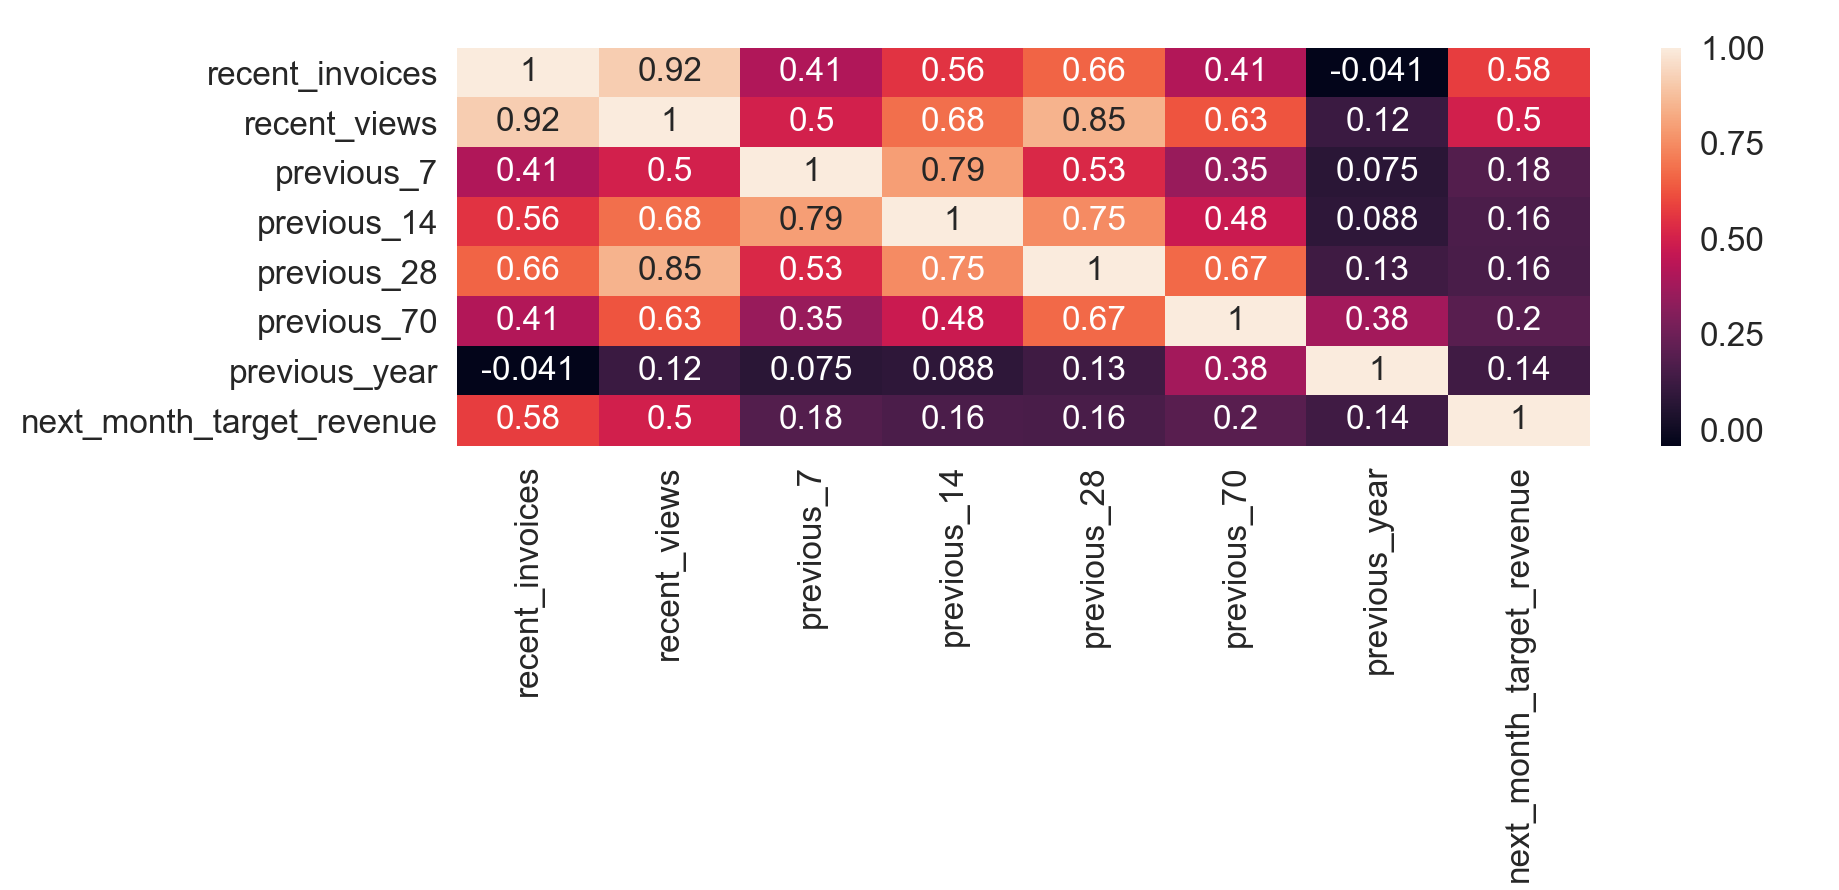 recent_invoices 1 0.92 0.41 0.56 0.66 0.41 -0.041 0.58
recent_views 0.92 1 0.5 0.68 0.85 0.63 0.12 0.5
previous_7 0.41 0.5 1 0.79 0.53 0.35 0.075 0.18
previous_14 0.56 0.68 0.79 1 0.75 0.48 0.088 0.16
previous_28 0.66 0.85 0.53 0.75 1 0.67 0.13 0.16
previous_70 0.41 0.63 0.35 0.48 0.67 1 0.38 0.2
previous_year -0.041 0.12 0.075 0.088 0.13 0.38 1 0.14
next_month_target_revenue 0.58 0.5 0.18 0.16 0.16 0.2 0.14 1
recent_invoices
recent_views
previous_7
previous_14
previous_28
previous_70
previous_year
next_month_target_revenue
1.00
0.75
0.50
0.25
0.00